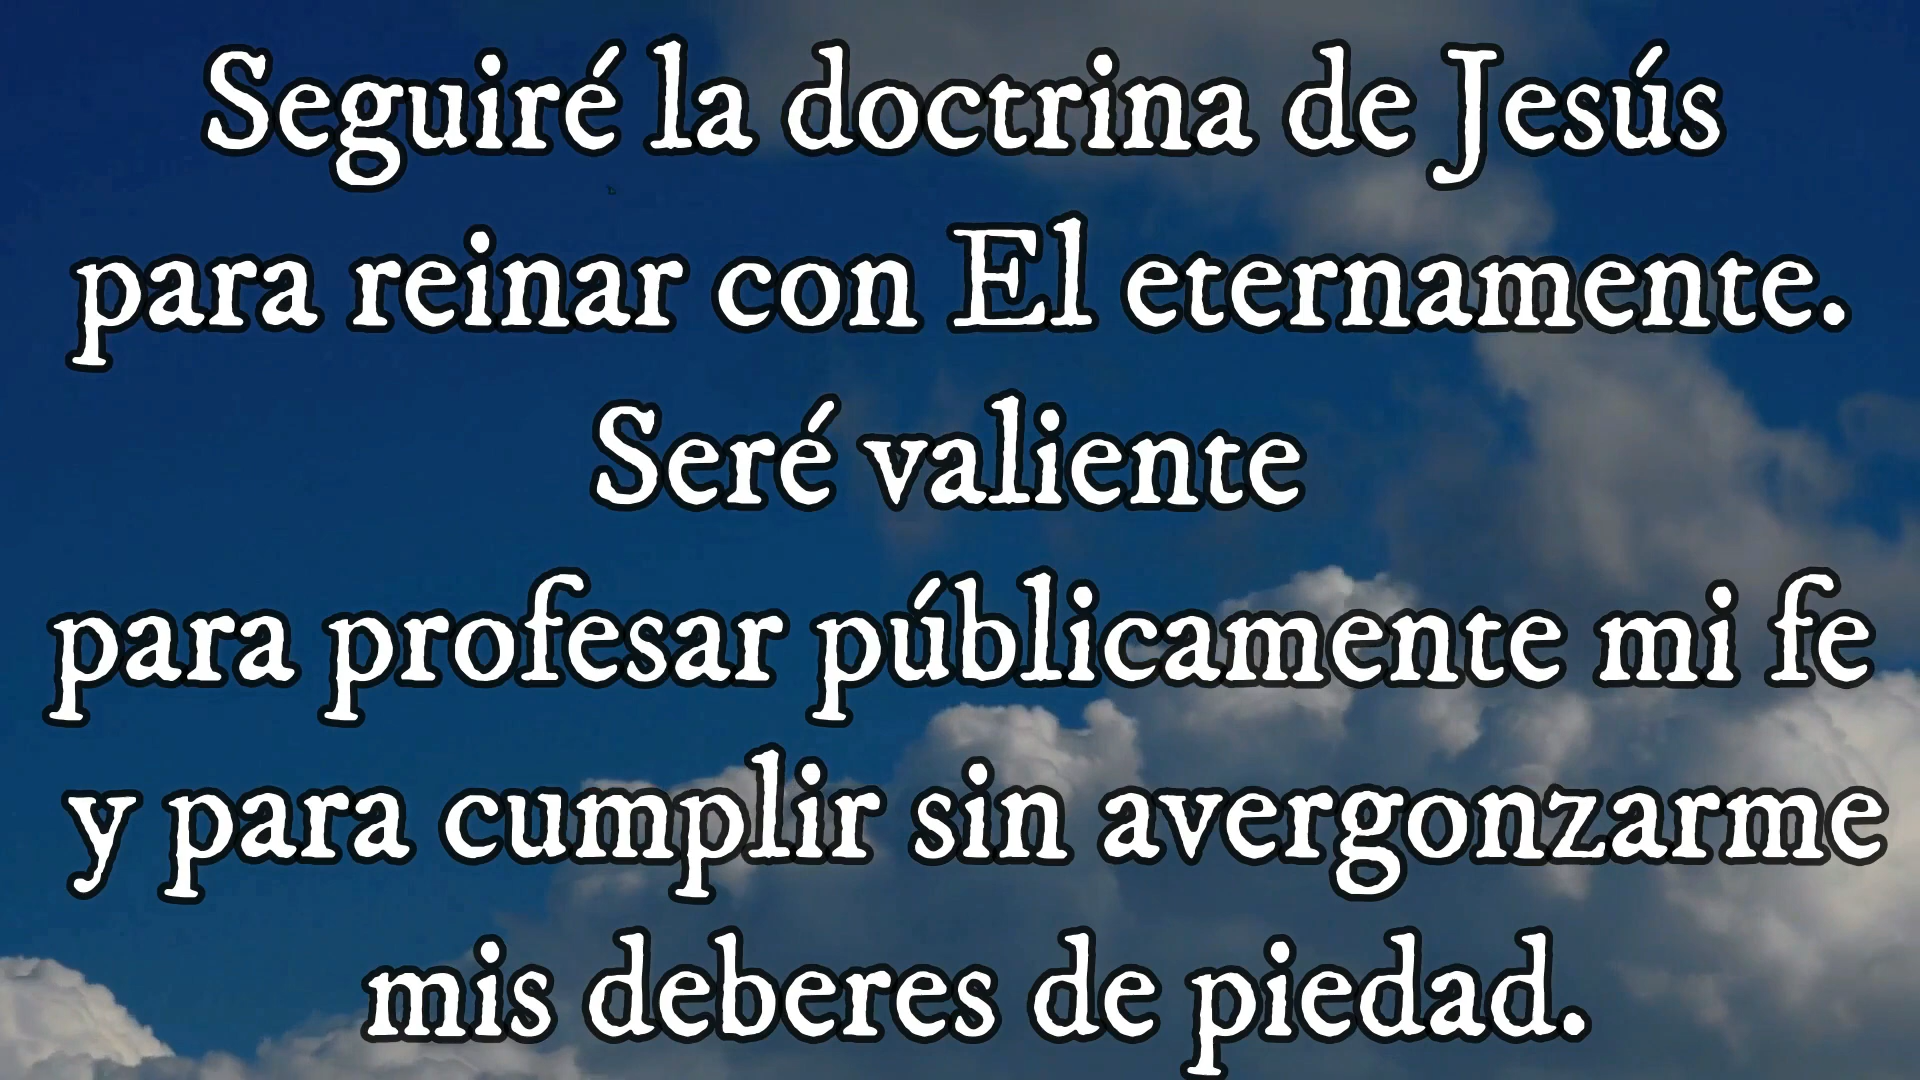 Seguiré la doctrina de Jesús
para reinar con El eternamente.
Seré valiente
para profesar públicamente mi fe
y para cumplir sin avergonzarme
mis deberes de piedad.